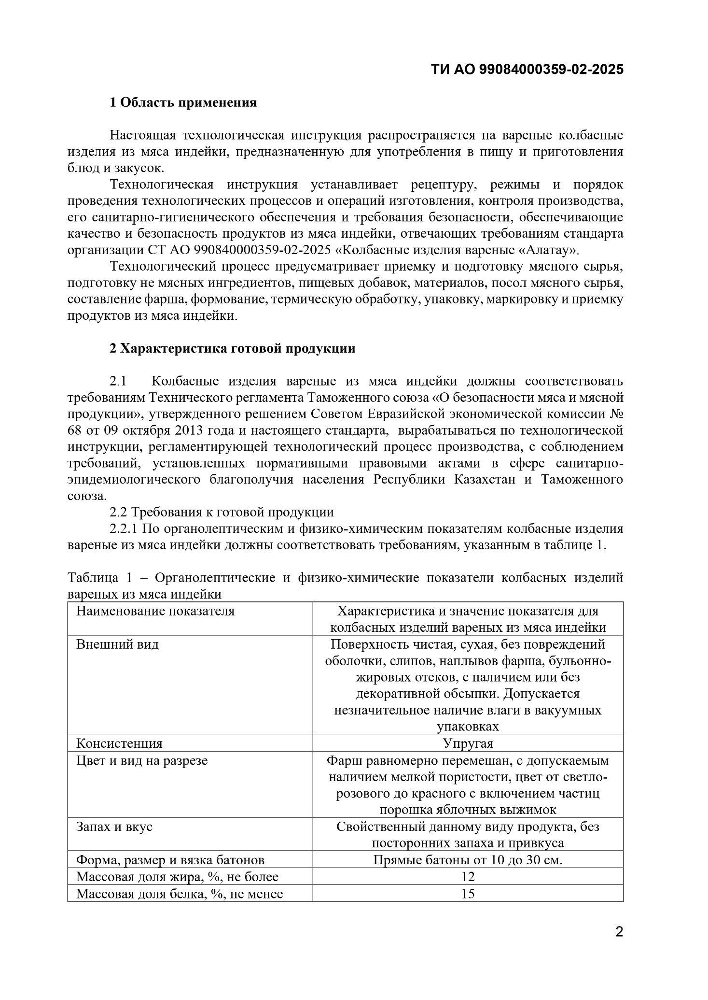 ТИ АО 99084000359-02-2025
1 Область применения
Настоящая технологическая инструкция распространяется на вареные колбасные
изделия из мяса индейки, предназначенную для употребления в пищу и приготовления
блюд и закусок.
Технологическая инструкция устанавливает рецептуру, режимы и порядок
проведения технологических процессов и операций изготовления, контроля производства,
его санитарно-гигиенического обеспечения и требования безопасности, обеспечивающие
качество и безопасность продуктов из мяса индейки, отвечающих требованиям стандарта
организации СТ АО 990840000359-02-2025 «Колбасные изделия вареные «Алатау».
Технологический процесс предусматривает приемку и подготовку мясного сырья,
подготовку не мясных ингредиентов, пищевых добавок, материалов, посол мясного сырья,
составление фарша, формование, термическую обработку, упаковку, маркировку и приемку
продуктов из мяса индейки.
2 Характеристика готовой продукции
2.1 Колбасные изделия вареные из мяса индейки должны соответствовать
требованиям Технического регламента Таможенного союза «О безопасности мяса и мясной
продукции», утвержденного решением Советом Евразийской экономической комиссии №
68 от 09 октября 2013 года и настоящего стандарта, вырабатываться по технологической
инструкции, регламентирующей технологический процесс производства, с соблюдением
требований, установленных нормативными правовыми актами в сфере санитарно-
эпидемиологического благополучия населения Республики Казахстан и Таможенного
союза.
2.2 Требования к готовой продукции
2.2.1 По органолептическим и физико-химическим показателям колбасные изделия
вареные из мяса индейки должны соответствовать требованиям, указанным в таблице 1.
Таблица 1 – Органолептические и физико-химические показатели колбасных изделий
вареных из мяса индейки
Наименование показателя
Характеристика и значение показателя для
колбасных изделий вареных из мяса индейки
Внешний вид
Поверхность чистая, сухая, без повреждений
оболочки, слипов, наплывов фарша, бульонно-
жировых отеков, с наличием или без
декоративной обсыпки. Допускается
незначительное наличие влаги в вакуумных
упаковках
Консистенция
Упругая
Цвет и вид на разрезе
Фарш равномерно перемешан, с допускаемым
наличием мелкой пористости, цвет от светло-
розового до красного с включением частиц
порошка яблочных выжимок
Запах и вкус
Свойственный данному виду продукта, без
посторонних запаха и привкуса
Форма, размер и вязка батонов
Прямые батоны от 10 до 30 см.
Массовая доля жира, %, не более
12
Массовая доля белка, %, не менее
15
2